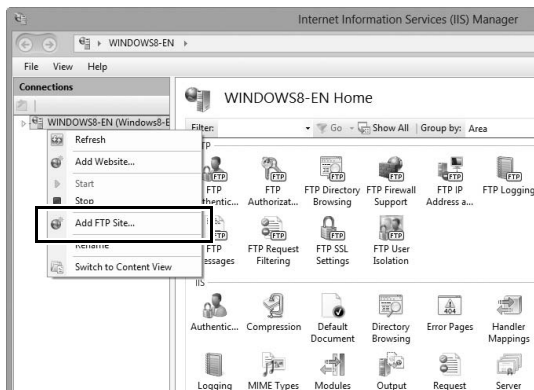 Internet Information Services (IIS) Manager
WINDOWS8-EN
File View Help
Connections
WINDOWS8-EN (Windows8-E
Refresh
Add Website...
Start
Stop
Add FTP Site...
Rename
Switch to Content View
WINDOWS8-EN Home
Filter: Go Show All Group by: Area
FTP FTP FTP Directory FTP Firewall FTP IP FTP Logging
Authentic... Authorizat... Browsing Support Address a...
FTP FTP Request FTP SSL FTP User
essages Filtering Settings Isolation
IIS
Authentic... Compression Default Directory Error Pages Handler
Document Browsing Mappings
Logging MIME Types Modules Output Request Server